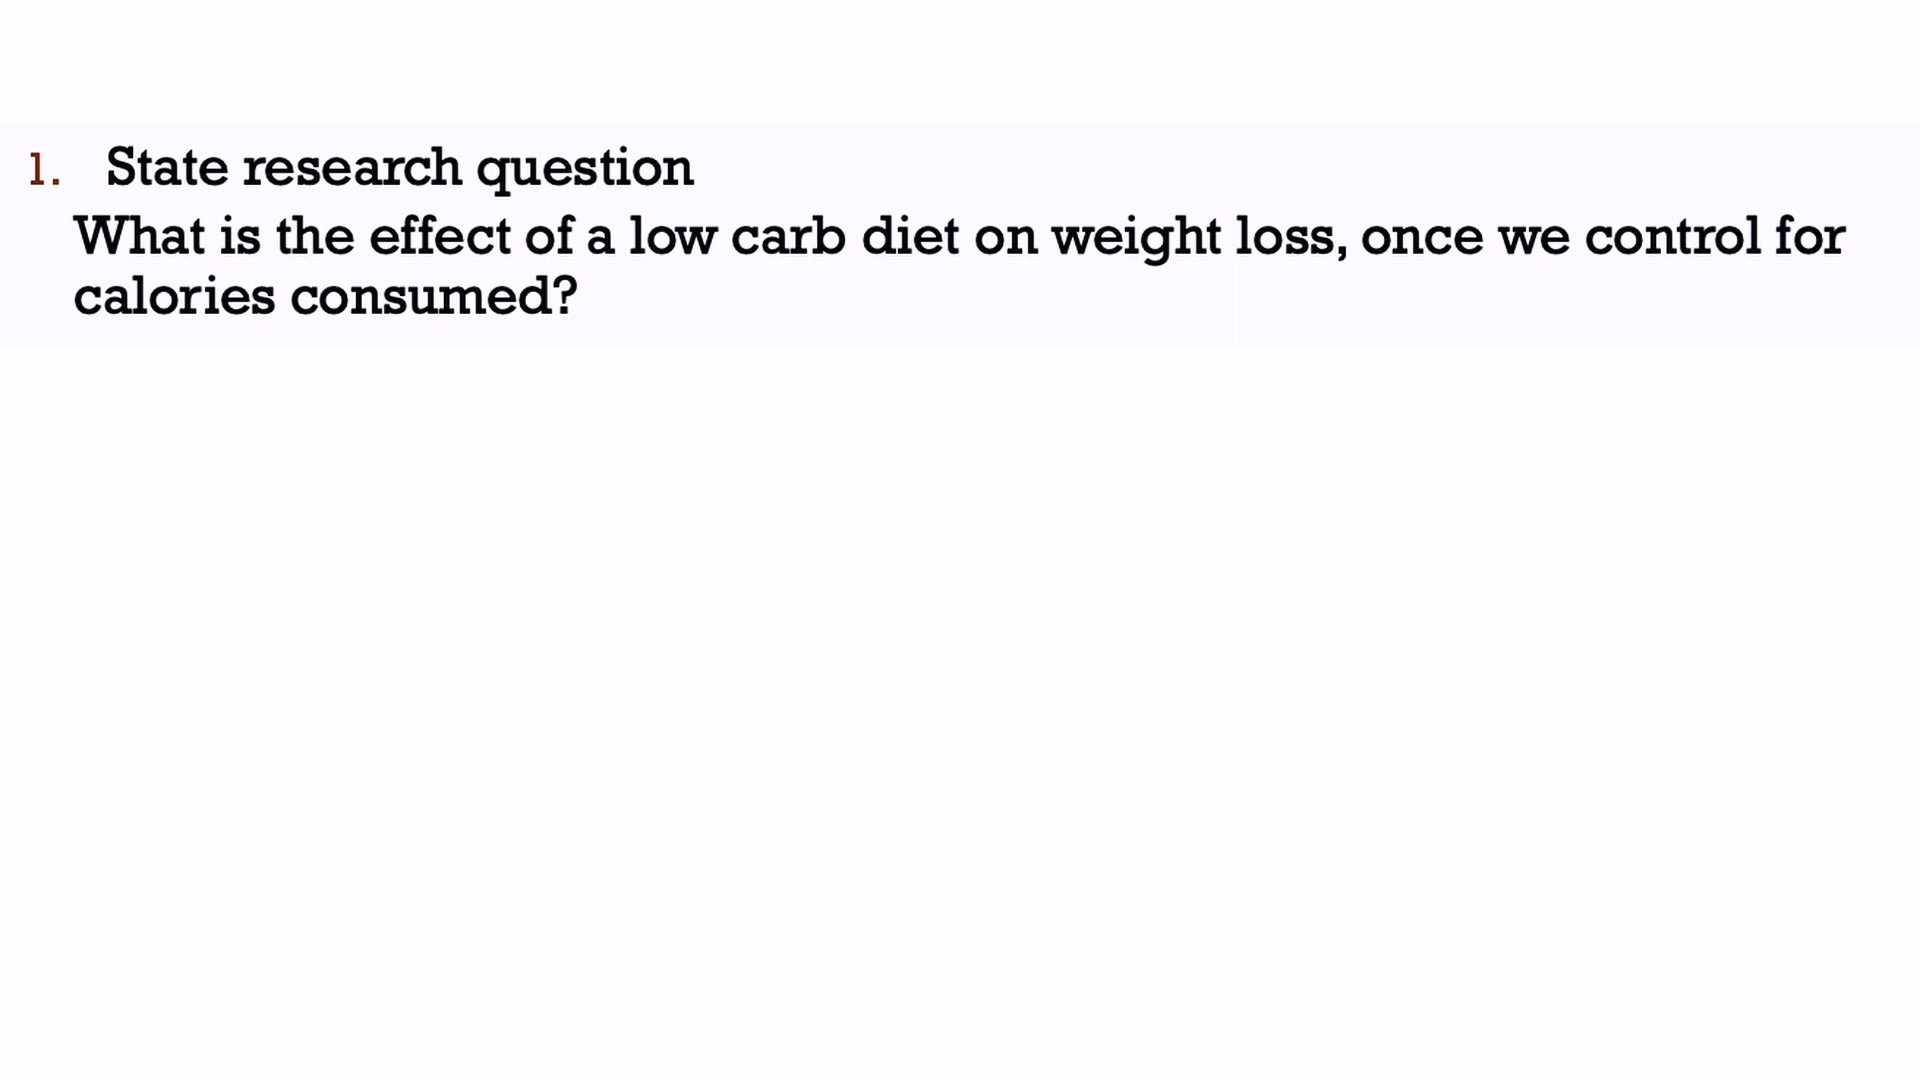 1. State research question
What is the effect of a low carb diet on weight loss, once we control for
calories consumed?